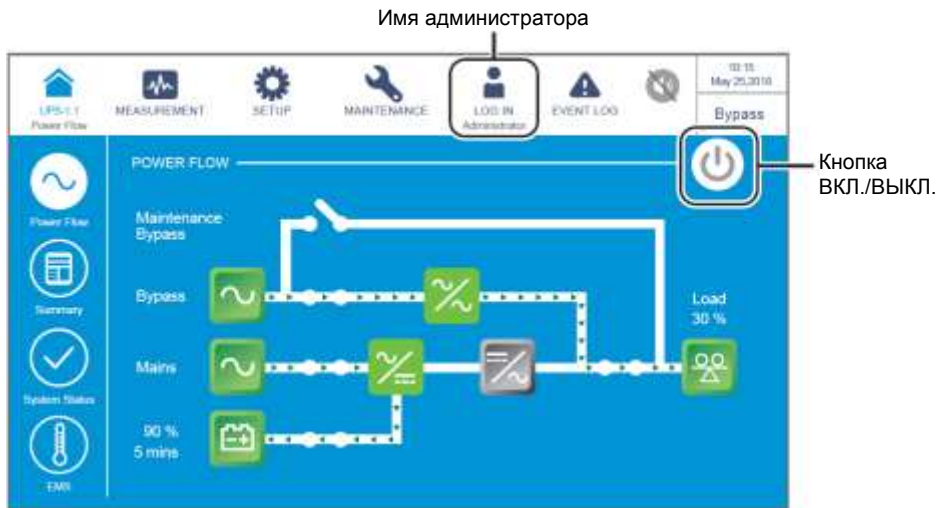 Имя администратора
02:15
May 25,2018
UPS-1.1
Power Flow
MEASUREMENT
SETUP
MAINTENANCE
LOG IN
Administrator
EVENT LOG
Bypass
POWER FLOW
Кнопка
ВКЛ./ВЫКЛ.
Power Flow
Maintenance
Bypass
Summary
Bypass
Load
30 %
Mains
System Status
90 %
5 mins
EMS